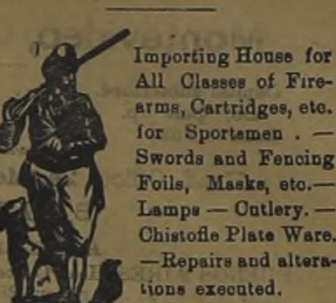 Importing House for
All Classes of Fire-
arms, Cartridges, etc.
for Sportsmen . —
Swords and Fencing
Foils, Masks, etc.—
Lamps — Cutlery. —
Chistofle Plate Ware.
—Repairs and altera-
tions executed.